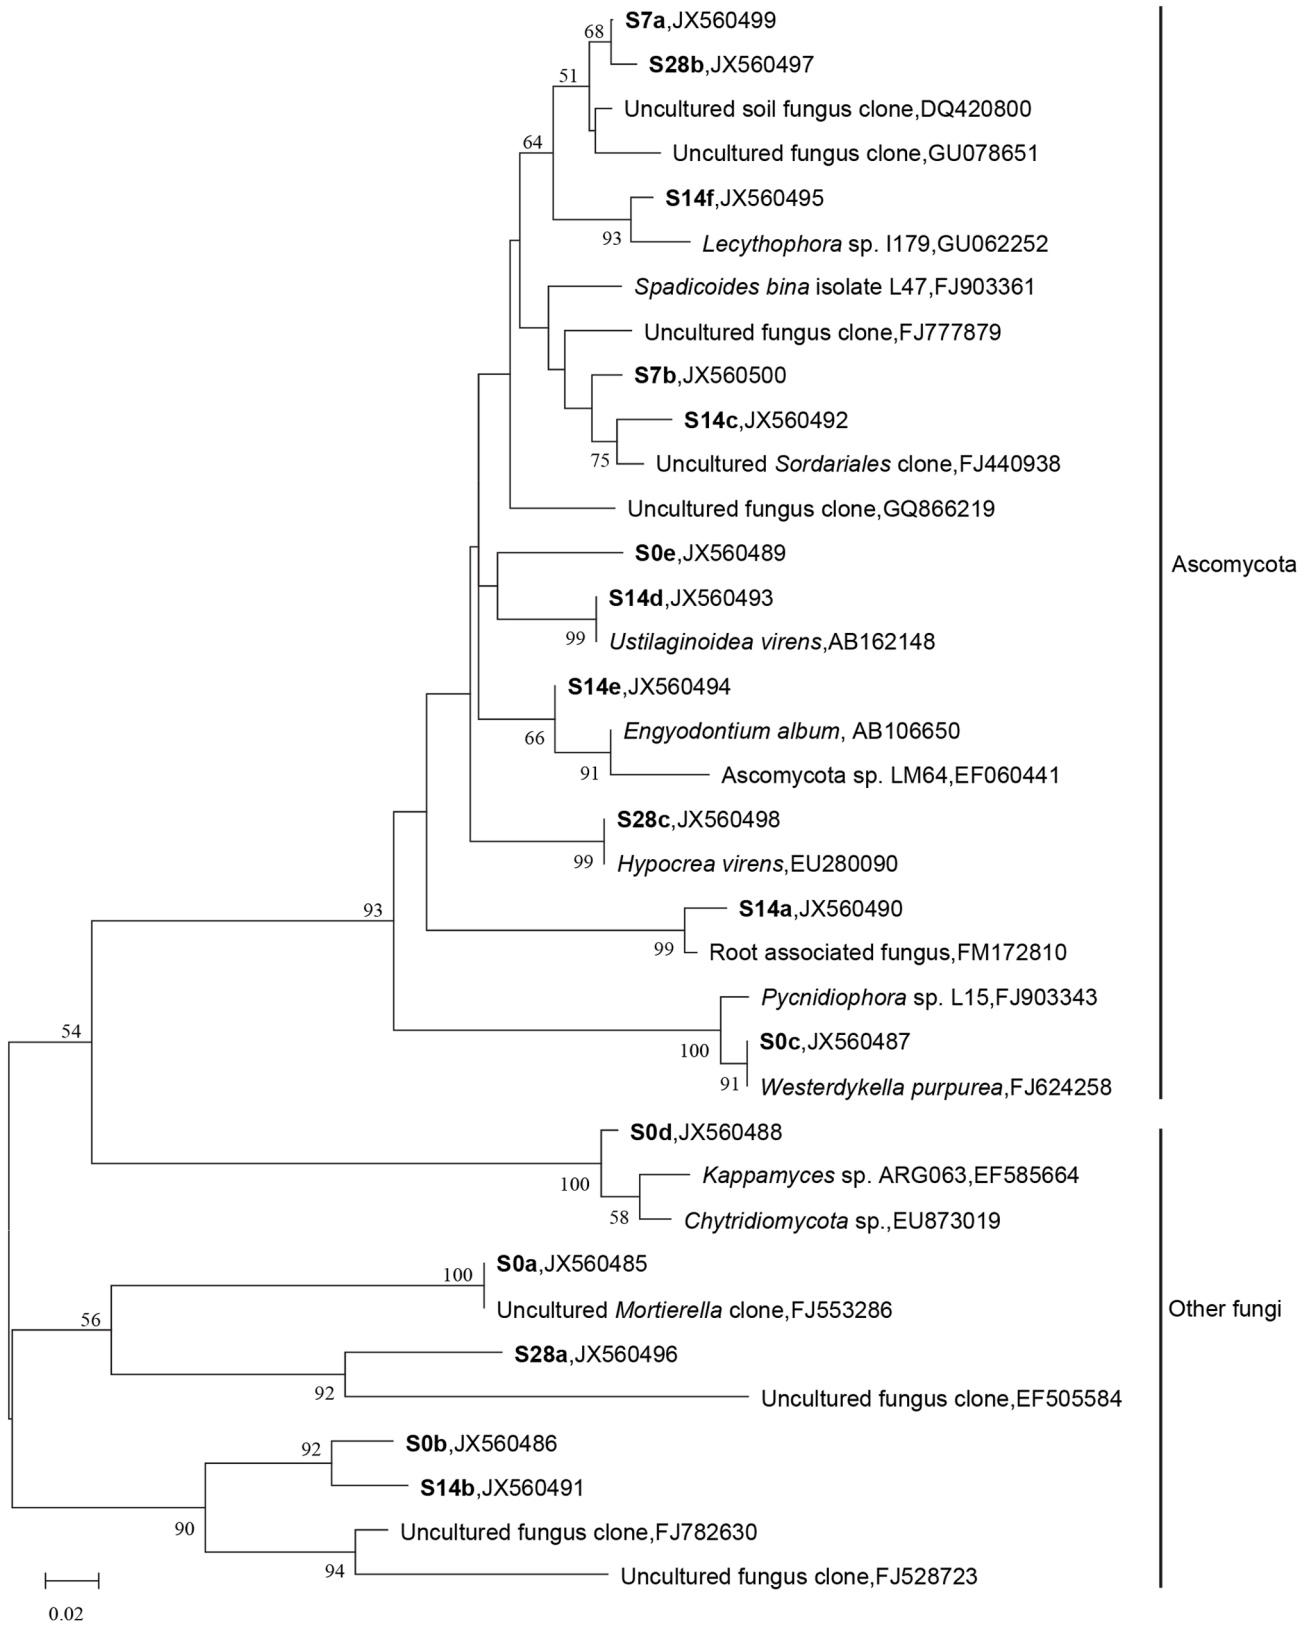 S7a,JX560499
68
S28b,JX560497
51
Uncultured soil fungus clone,DQ420800
64
Uncultured fungus clone,GU078651
S14f,JX560495
93
Lecythophora sp. I179,GU062252
Spadicoides bina isolate L47,FJ903361
Uncultured fungus clone,FJ777879
S7b,JX560500
S14c,JX560492
75
Uncultured Sordariales clone,FJ440938
Uncultured fungus clone,GQ866219
S0e,JX560489
Ascomycota
S14d,JX560493
99
Ustilaginoidea virens,AB162148
S14e,JX560494
66
Engyodontium album, AB106650
91
Ascomycota sp. LM64,EF060441
S28c,JX560498
99
Hypocrea virens,EU280090
93
S14a,JX560490
99
Root associated fungus,FM172810
Pycnidiophora sp. L15,FJ903343
54
S0c,JX560487
100
91
Westerdykella purpurea,FJ624258
S0d,JX560488
Kappamyces sp. ARG063,EF585664
100
58
Chytridiomycota sp.,EU873019
S0a,JX560485
100
Uncultured Mortierella clone,FJ553286
Other fungi
56
S28a,JX560496
92
Uncultured fungus clone,EF505584
S0b,JX560486
92
S14b,JX560491
90
Uncultured fungus clone,FJ782630
94
Uncultured fungus clone,FJ528723
0.02